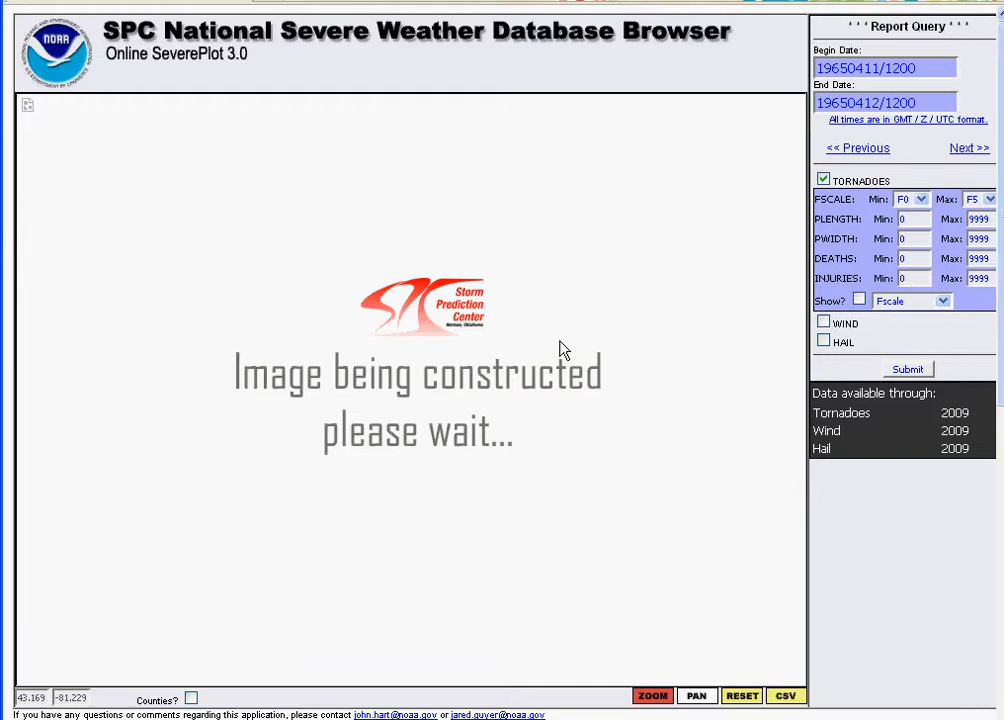 NOAA
SPC National Severe Weather Database Browser
Online SeverePlot 3.0
Storm
Prediction
Center
Norman, Oklahoma
Image being constructed
please wait...
43.169 -81.229 Counties? ZOOM PAN RESET CSV
If you have any questions or comments regarding this application, please contact john.hart@noaa.gov or jared.guyer@noaa.gov
' ' ' Report Query ' ' '
Begin Date:
19650411/1200
End Date:
19650412/1200
All times are in GMT / Z / UTC format.
<< Previous Next >>
TORNADOES
FSCALE: Min: F0 Max: F5
PLENGTH: Min: 0 Max: 9999
PWIDTH: Min: 0 Max: 9999
DEATHS: Min: 0 Max: 9999
INJURIES: Min: 0 Max: 9999
Show? Fscale
WIND
HAIL
Submit
Data available through:
Tornadoes 2009
Wind 2009
Hail 2009